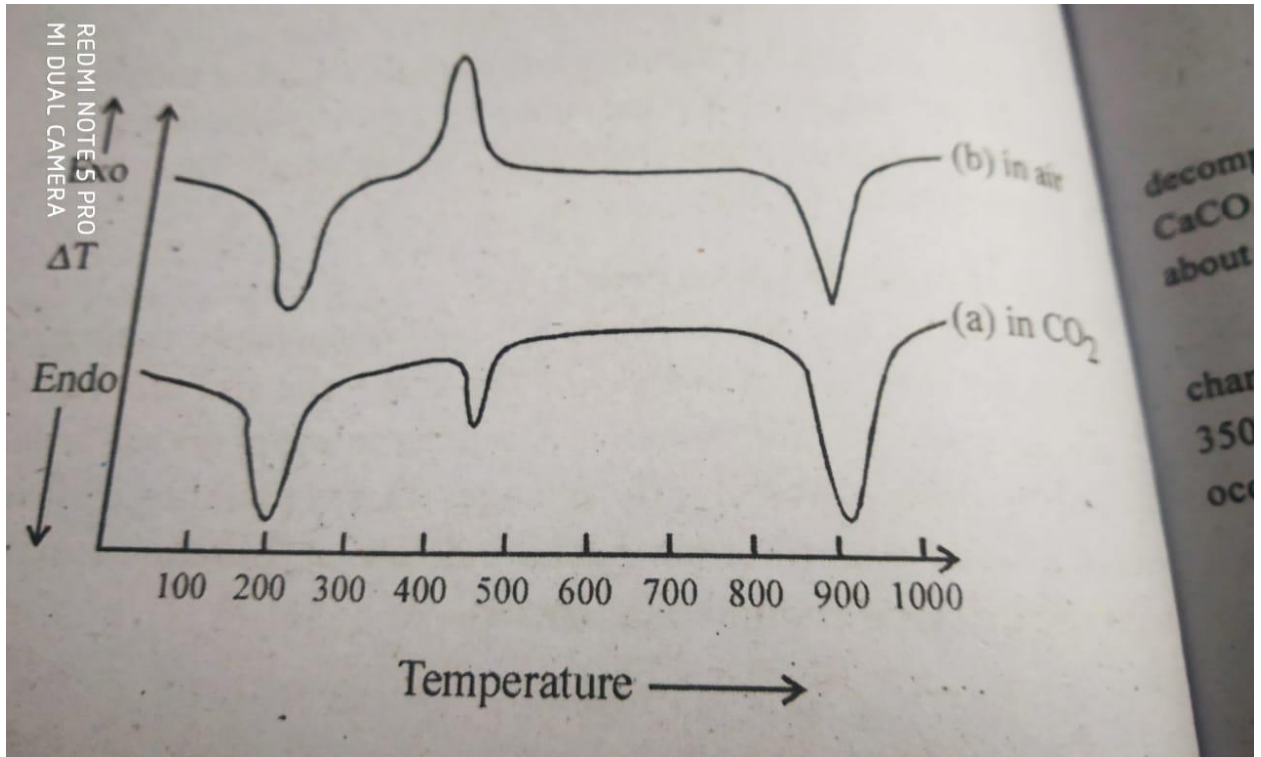 REDMI NOTE 5 PRO
MI DUAL CAMERA
Exo
ΔT
Endo
(b) in air
(a) in CO₂
100 200 300 400 500 600 700 800 900 1000
Temperature
decomp
CaCO
about
char
350
occ